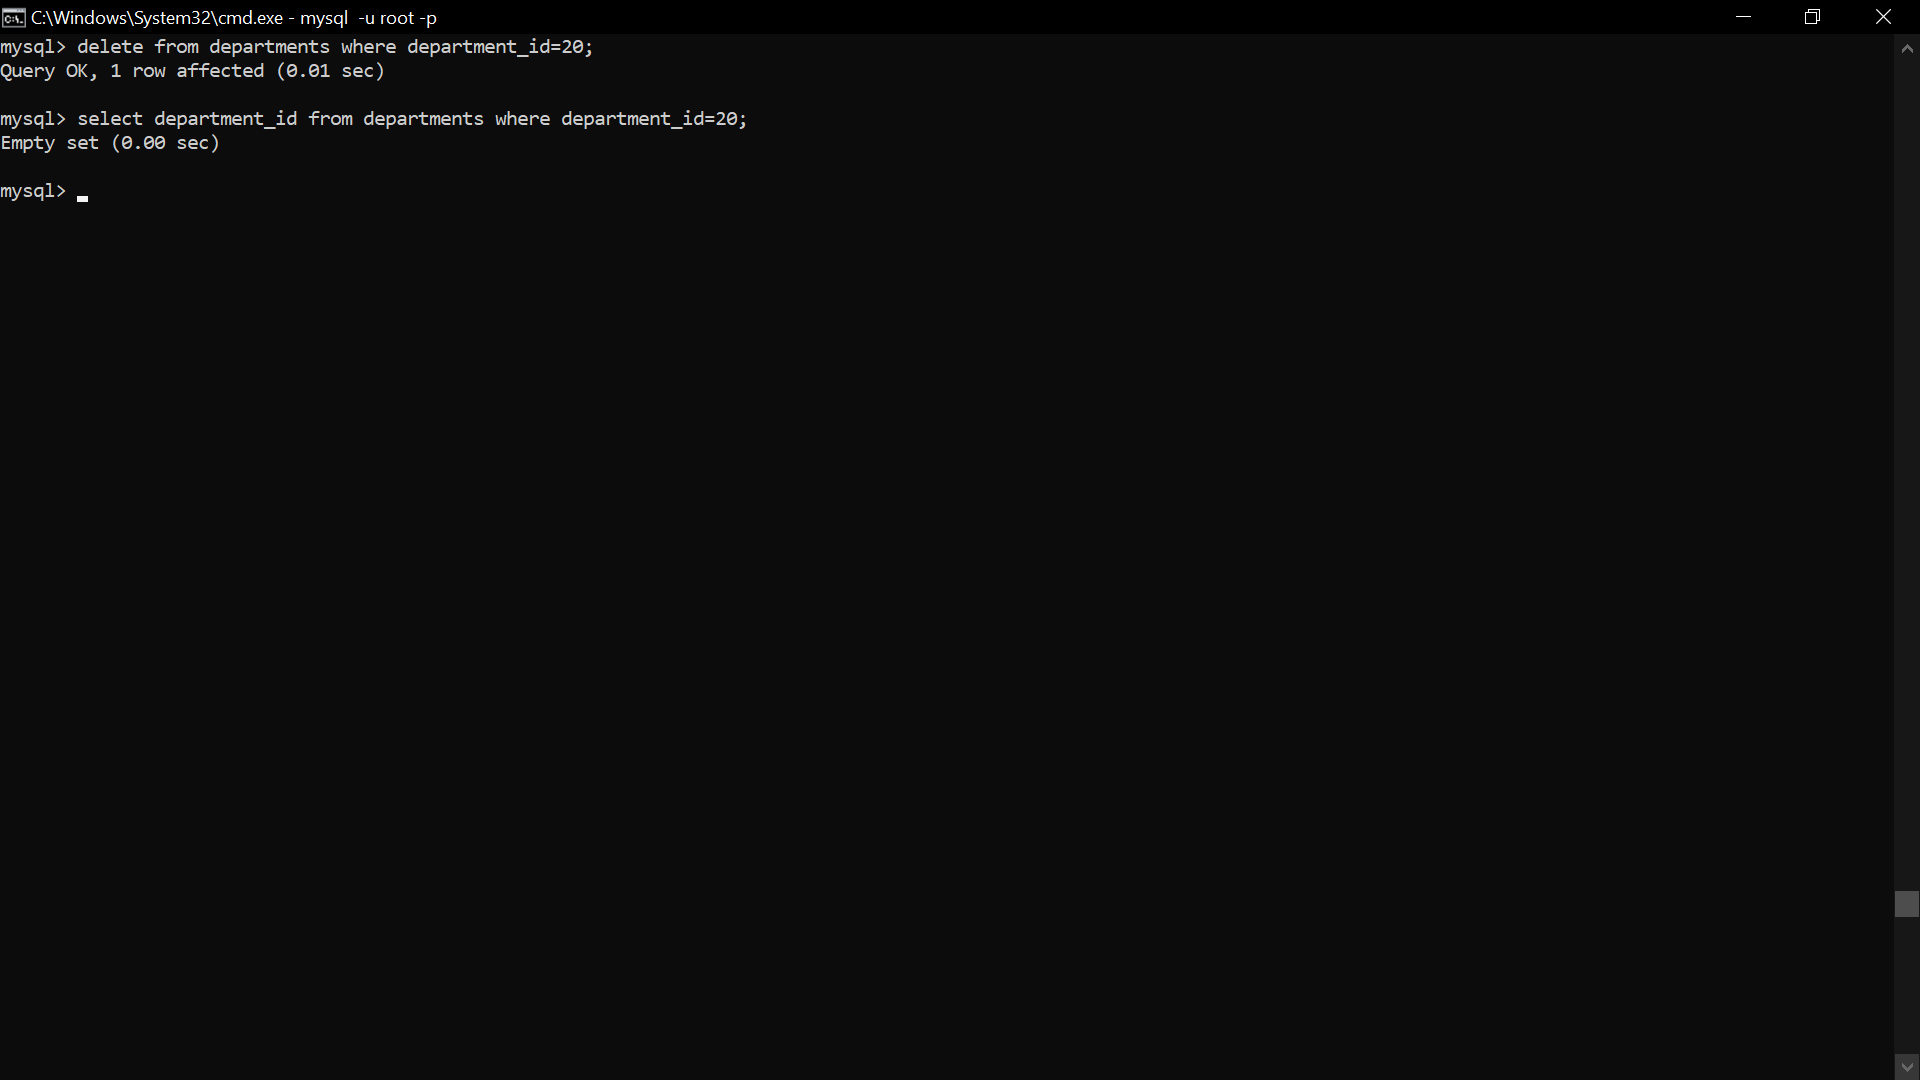 C:\Windows\System32\cmd.exe - mysql  -u root -p
mysql> delete from departments where department_id=20;
Query OK, 1 row affected (0.01 sec)
mysql> select department_id from departments where department_id=20;
Empty set (0.00 sec)
mysql>